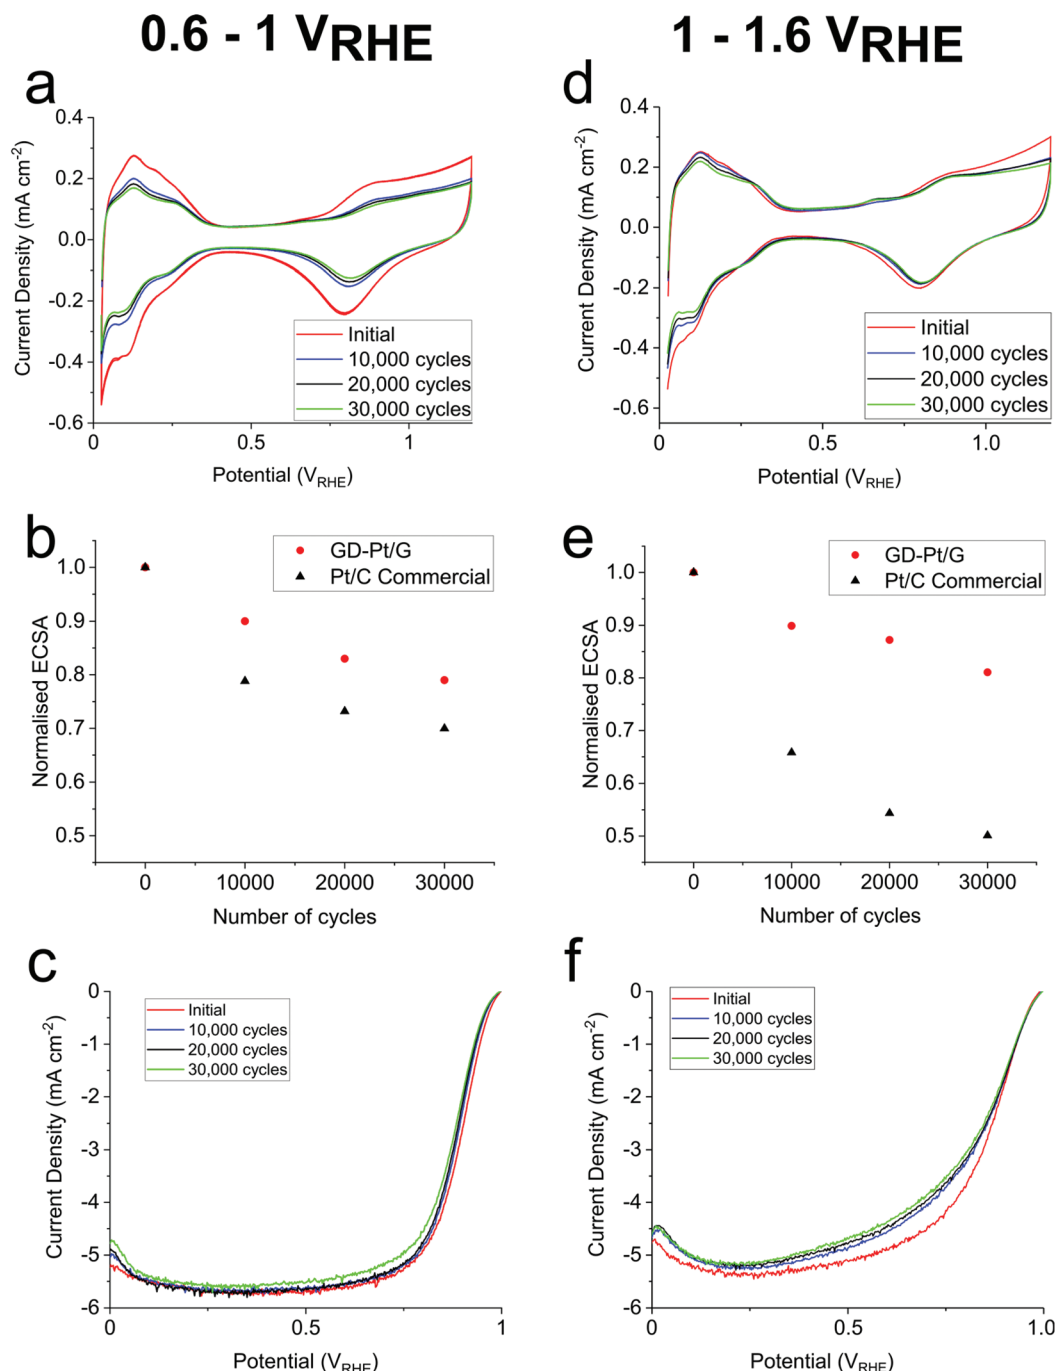 0.6 - 1 VRHE
1 - 1.6 VRHE
a
0.4
0.2
0.0
-0.2
-0.4
-0.6
0
0.5
1
Current Density (mA cm-2)
Potential (VRHE)
Initial
10,000 cycles
20,000 cycles
30,000 cycles
d
0.4
0.2
0.0
-0.2
-0.4
-0.6
0
0.5
1.0
Current Density (mA cm-2)
Potential (VRHE)
Initial
10,000 cycles
20,000 cycles
30,000 cycles
b
1.0
0.9
0.8
0.7
0.6
0.5
0
10000
20000
30000
Normalised ECSA
Number of cycles
GD-Pt/G
Pt/C Commercial
e
1.0
0.9
0.8
0.7
0.6
0.5
0
10000
20000
30000
Normalised ECSA
Number of cycles
GD-Pt/G
Pt/C Commercial
c
0
-1
-2
-3
-4
-5
-6
0
0.5
1
Current Density (mA cm-2)
Potential (VRHE)
Initial
10,000 cycles
20,000 cycles
30,000 cycles
f
0
-1
-2
-3
-4
-5
-6
0
0.5
1.0
Current Density (mA cm-2)
Potential (VRHE)
Initial
10,000 cycles
20,000 cycles
30,000 cycles